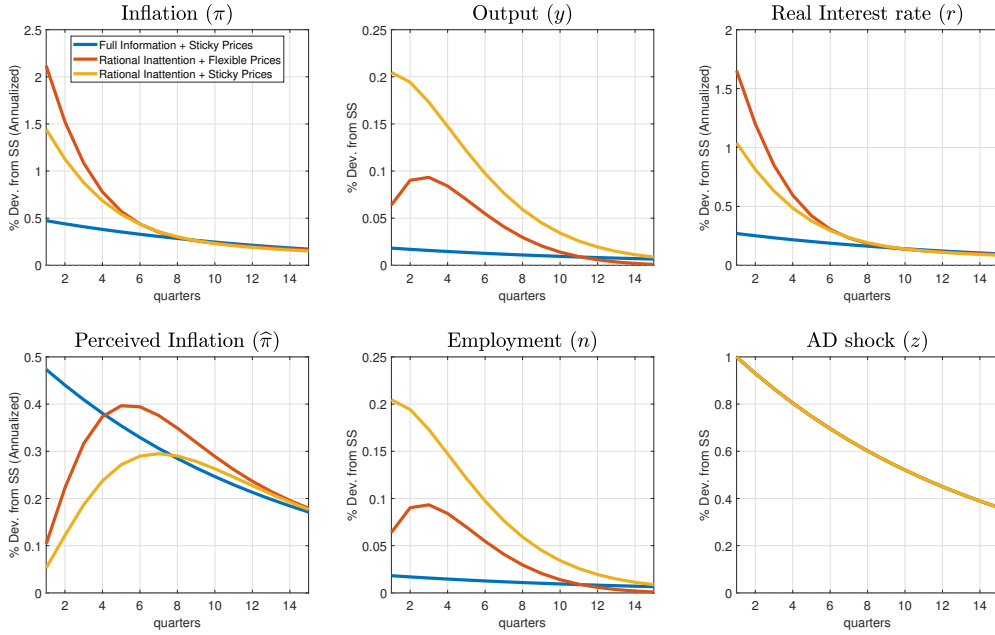 Inflation (π)
% Dev. from SS (Annualized)
2.5
2
1.5
1
0.5
0
Full Information + Sticky Prices
Rational Inattention + Flexible Prices
Rational Inattention + Sticky Prices
2 4 6 8 10 12 14
quarters
Output (y)
% Dev. from SS
0.25
0.2
0.15
0.1
0.05
0
2 4 6 8 10 12 14
quarters
Real Interest rate (r)
% Dev. from SS (Annualized)
2
1.5
1
0.5
0
2 4 6 8 10 12 14
quarters
Perceived Inflation (π̂)
% Dev. from SS (Annualized)
0.5
0.4
0.3
0.2
0.1
0
2 4 6 8 10 12 14
quarters
Employment (n)
% Dev. from SS
0.25
0.2
0.15
0.1
0.05
0
2 4 6 8 10 12 14
quarters
AD shock (z)
% Dev. from SS
1
0.8
0.6
0.4
0.2
0
2 4 6 8 10 12 14
quarters